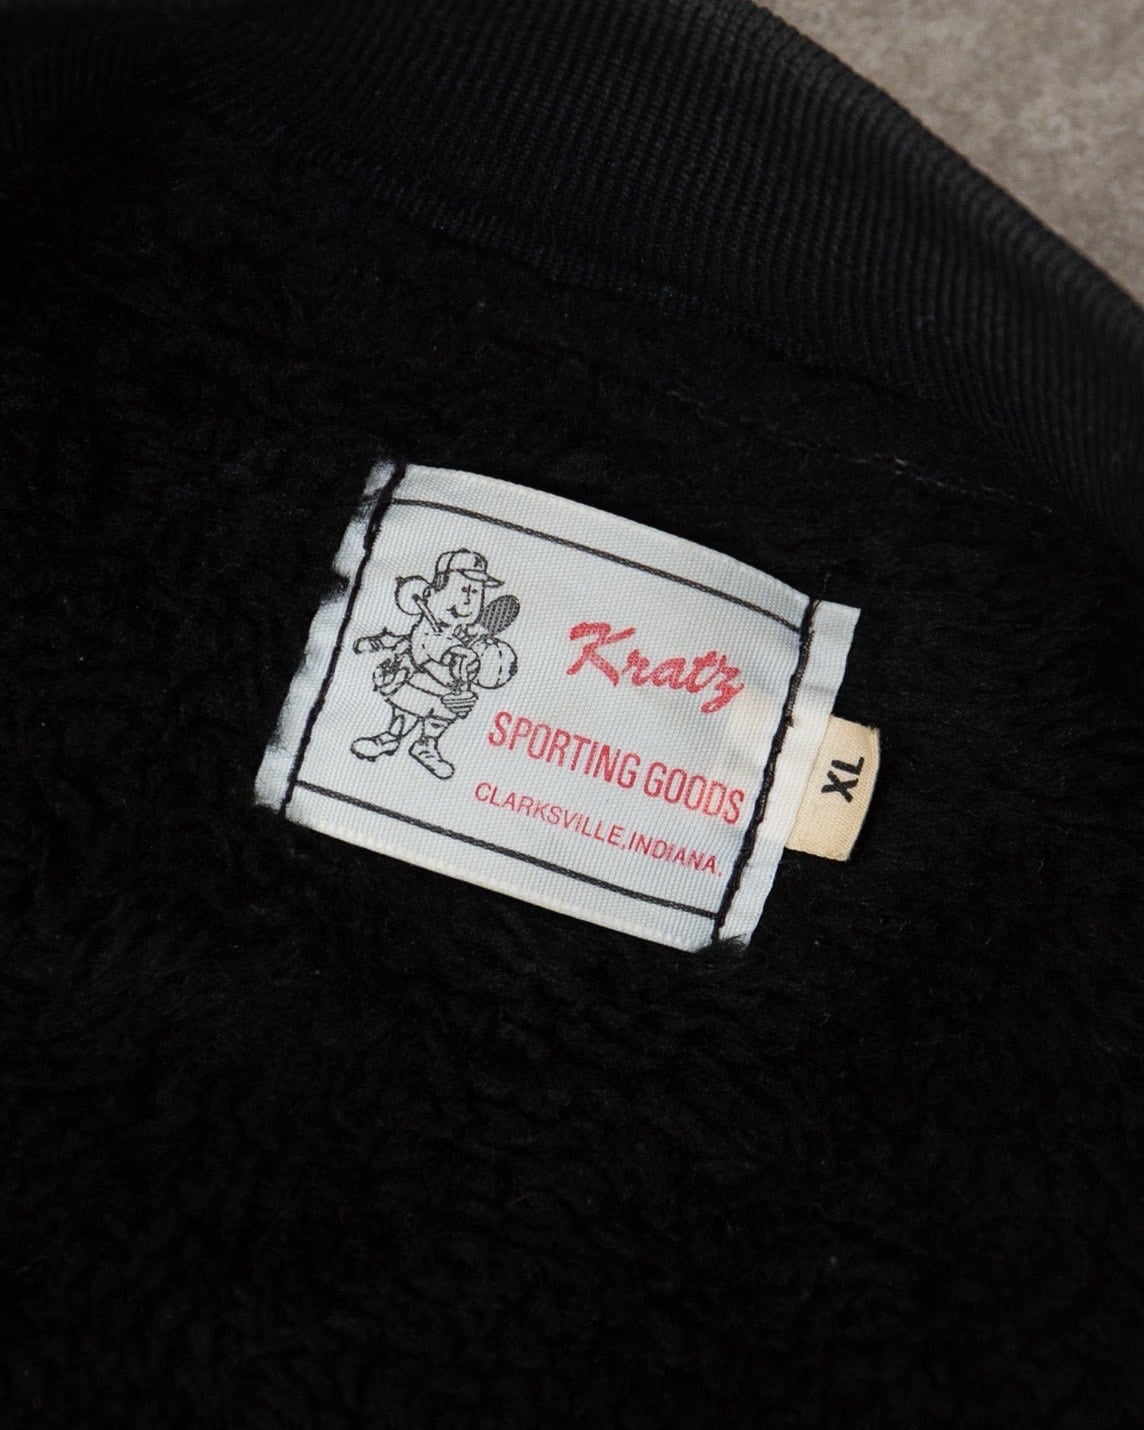 Kratz
SPORTING GOODS
CLARKSVILLE, INDIANA.
XL